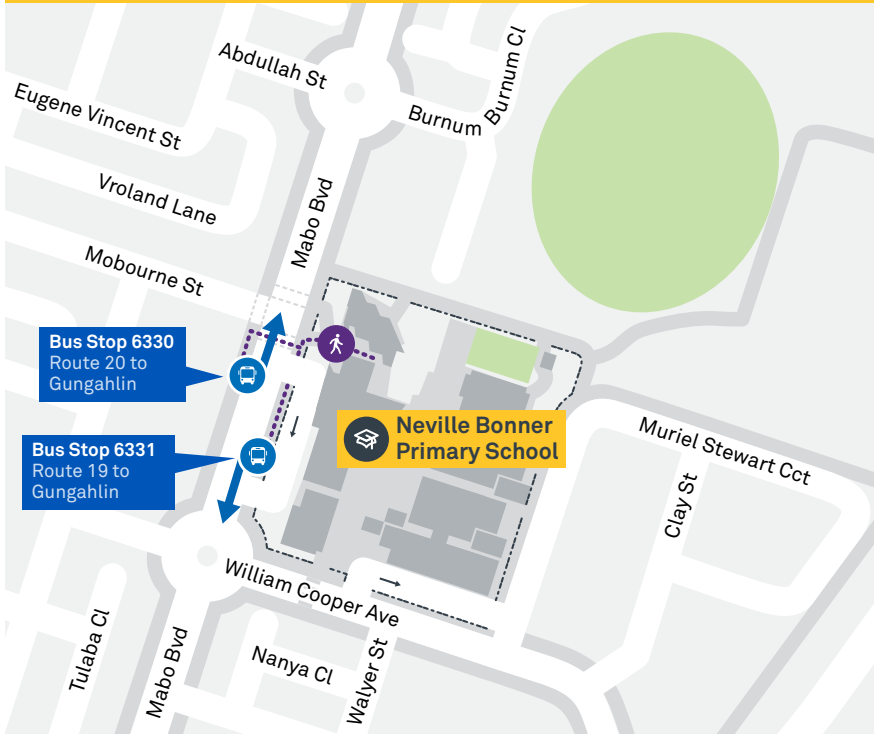 Abdullah St
Burnum Cl
Burnum
Eugene Vincent St
Vroland Lane
Mabo Bvd
Mobourne St
Bus Stop 6330
Route 20 to
Gungahlin
Neville Bonner
Primary School
Bus Stop 6331
Route 19 to
Gungahlin
Muriel Stewart Cct
Clay St
William Cooper Ave
Tulaba Cl
Mabo Bvd
Nanya Cl
Walyer St